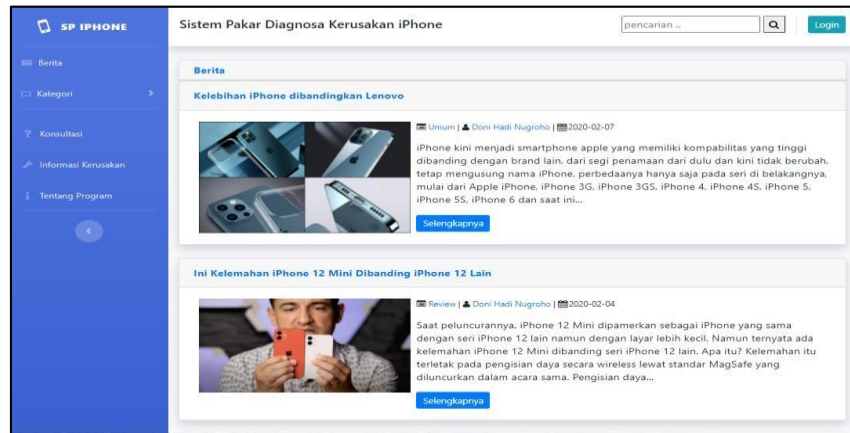 SP IPHONE
Sistem Pakar Diagnosa Kerusakan iPhone
pencarian ..
Login
Berita
Kategori
Konsultasi
Informasi Kerusakan
Tentang Program
Berita
Kelebihan iPhone dibandingkan Lenovo
Umum | Doni Hadi Nugroho | 2020-02-07
iPhone kini menjadi smartphone apple yang memiliki kompabilitas yang tinggi
dibanding dengan brand lain, dari segi penamaan dari dulu dan kini tidak berubah,
tetap mengusung nama iPhone, perbedaanya hanya saja pada seri di belakangnya,
mulai dari Apple iPhone, iPhone 3G, iPhone 3GS, iPhone 4, iPhone 4S, iPhone 5,
iPhone 5S, iPhone 6 dan saat ini...
Selengkapnya
Ini Kelemahan iPhone 12 Mini Dibanding iPhone 12 Lain
Review | Doni Hadi Nugroho | 2020-02-04
Saat peluncurannya, iPhone 12 Mini dipamerkan sebagai iPhone yang sama
dengan seri iPhone 12 lain namun dengan layar lebih kecil. Namun ternyata ada
kelemahan iPhone 12 Mini dibanding seri iPhone 12 lain. Apa itu? Kelemahan itu
terletak pada pengisian daya secara wireless lewat standar MagSafe yang
diluncurkan dalam acara sama. Pengisian daya...
Selengkapnya